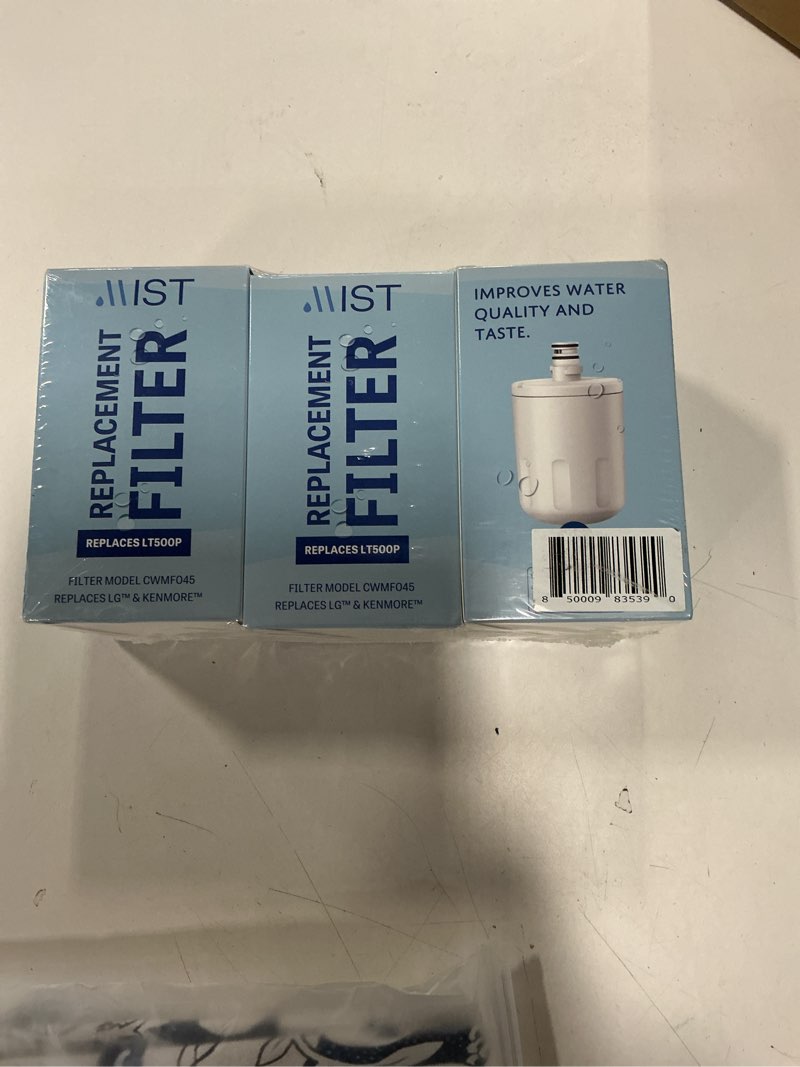 MIST
REPLACEMENT
FILTER
REPLACES LT500P
FILTER MODEL CWMF045
REPLACES LG™ & KENMORE™
MIST
REPLACEMENT
FILTER
REPLACES LT500P
FILTER MODEL CWMF045
REPLACES LG™ & KENMORE™
IMPROVES WATER
QUALITY AND
TASTE.
8 50009 83539 0